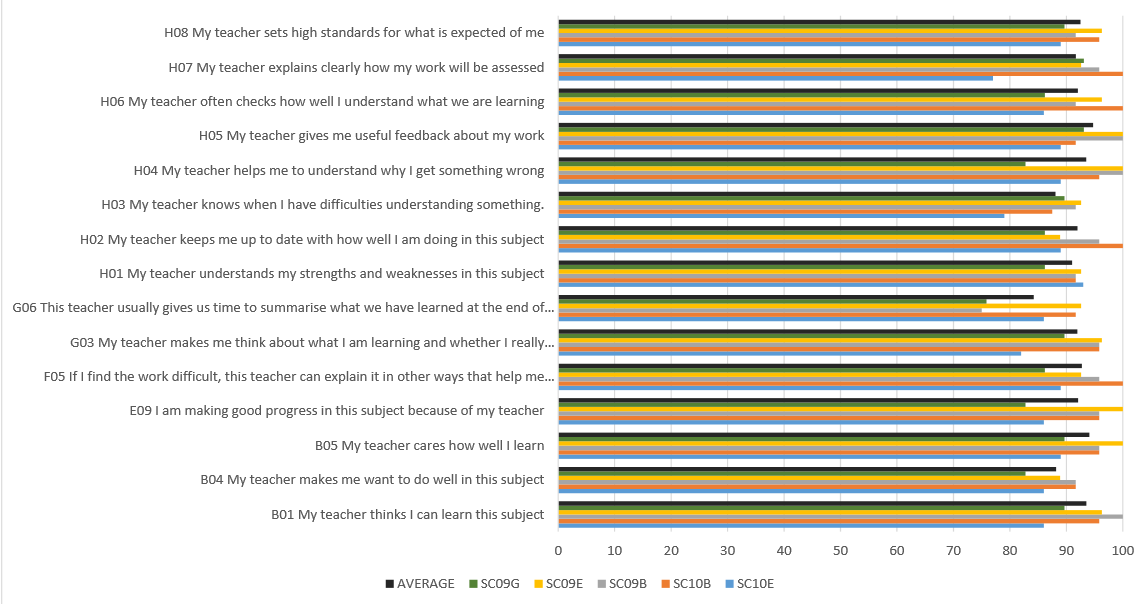 H08 My teacher sets high standards for what is expected of me
H07 My teacher explains clearly how my work will be assessed
H06 My teacher often checks how well I understand what we are learning
H05 My teacher gives me useful feedback about my work
H04 My teacher helps me to understand why I get something wrong
H03 My teacher knows when I have difficulties understanding something.
H02 My teacher keeps me up to date with how well I am doing in this subject
H01 My teacher understands my strengths and weaknesses in this subject
G06 This teacher usually gives us time to summarise what we have learned at the end of...
G03 My teacher makes me think about what I am learning and whether I really...
F05 If I find the work difficult, this teacher can explain it in other ways that help me...
E09 I am making good progress in this subject because of my teacher
B05 My teacher cares how well I learn
B04 My teacher makes me want to do well in this subject
B01 My teacher thinks I can learn this subject
0 10 20 30 40 50 60 70 80 90 100
AVERAGE SC09G SC09E SC09B SC10B SC10E